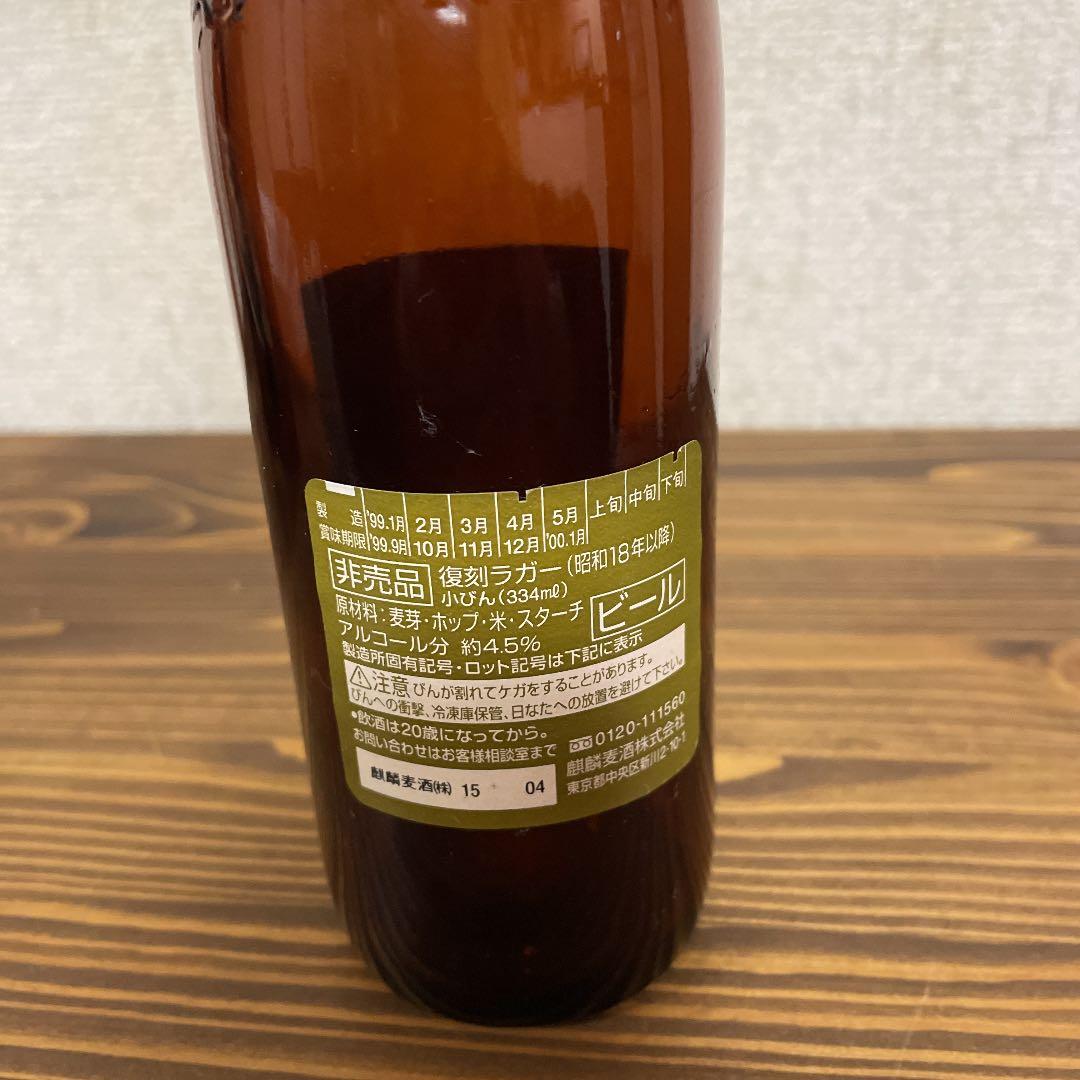 製造 '99.1月 2月 3月 4月 5月 上旬 中旬 下旬
賞味期限 '99.9月 10月 11月 12月 '00.1月
非売品 復刻ラガー(昭和18年以降)
小びん(334㎖) ビール
原材料:麦芽・ホップ・米・スターチ
アルコール分 約4.5%
製造所固有記号・ロット記号は下記に表示
⚠注意 びんが割れてケガをすることがあります。
びんへの衝撃、冷凍庫保管、日なたへの放置を避けて下さい。
●飲酒は20歳になってから。
お問い合わせはお客様相談室まで 0120-111560
麒麟麦酒株式会社
東京都中央区新川2-10-1
麒麟麦酒㈱ 15 04